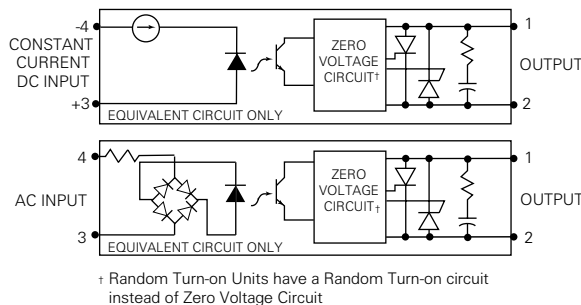 -4
CONSTANT
CURRENT
DC INPUT
+3
ZERO
VOLTAGE
CIRCUIT†
1
OUTPUT
2
EQUIVALENT CIRCUIT ONLY
4
AC INPUT
3
ZERO
VOLTAGE
CIRCUIT†
1
OUTPUT
2
EQUIVALENT CIRCUIT ONLY
† Random Turn-on Units have a Random Turn-on circuit
instead of Zero Voltage Circuit